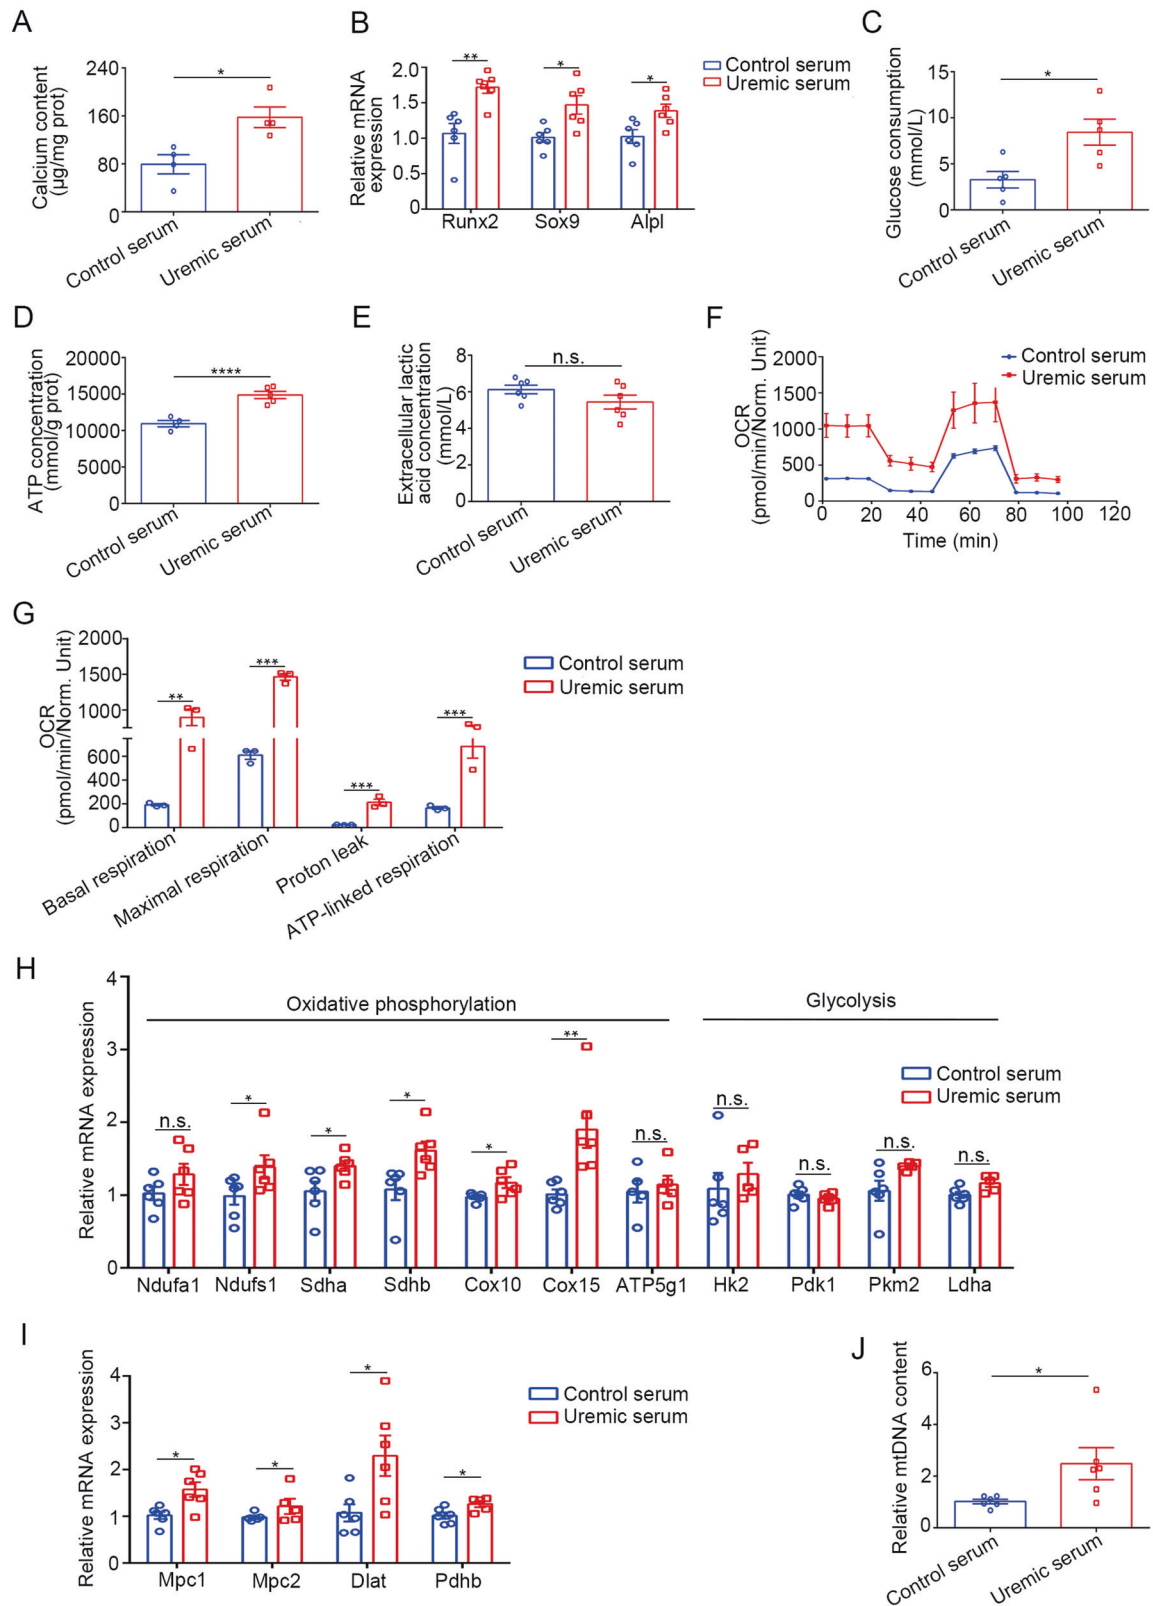 A
Calcium content
(µg/mg prot)
240
160
80
0
*
Control serum
Uremic serum
B
Relative mRNA
expression
2.0
1.5
1.0
0.5
0
**
*
*
Runx2
Sox9
Alpl
Control serum
Uremic serum
C
Glucose consumption
(mmol/L)
15
10
5
0
*
Control serum
Uremic serum
D
ATP concentration
(mmol/g prot)
20000
15000
10000
5000
0
****
Control serum
Uremic serum
E
Extracellular lactic
acid concentration
(mmol/L)
8
6
4
2
0
n.s.
Control serum
Uremic serum
F
OCR
(pmol/min/Norm. Unit)
2000
1500
1000
500
0
0 20 40 60 80 100 120
Time (min)
Control serum
Uremic serum
G
OCR
(pmol/min/Norm. Unit)
2000
1500
1000
600
400
200
0
**
***
***
***
Basal respiration
Maximal respiration
Proton leak
ATP-linked respiration
Control serum
Uremic serum
H
Relative mRNA expression
4
3
2
1
0
Oxidative phosphorylation
Glycolysis
Control serum
Uremic serum
n.s.
*
*
*
*
**
n.s.
n.s.
n.s.
n.s.
n.s.
Ndufa1 Ndufs1 Sdha Sdhb Cox10 Cox15 ATP5g1 Hk2 Pdk1 Pkm2 Ldha
I
Relative mRNA expression
4
3
2
1
0
*
*
*
*
Mpc1 Mpc2 Dlat Pdhb
Control serum
Uremic serum
J
Relative mtDNA content
6
4
2
0
*
Control serum
Uremic serum